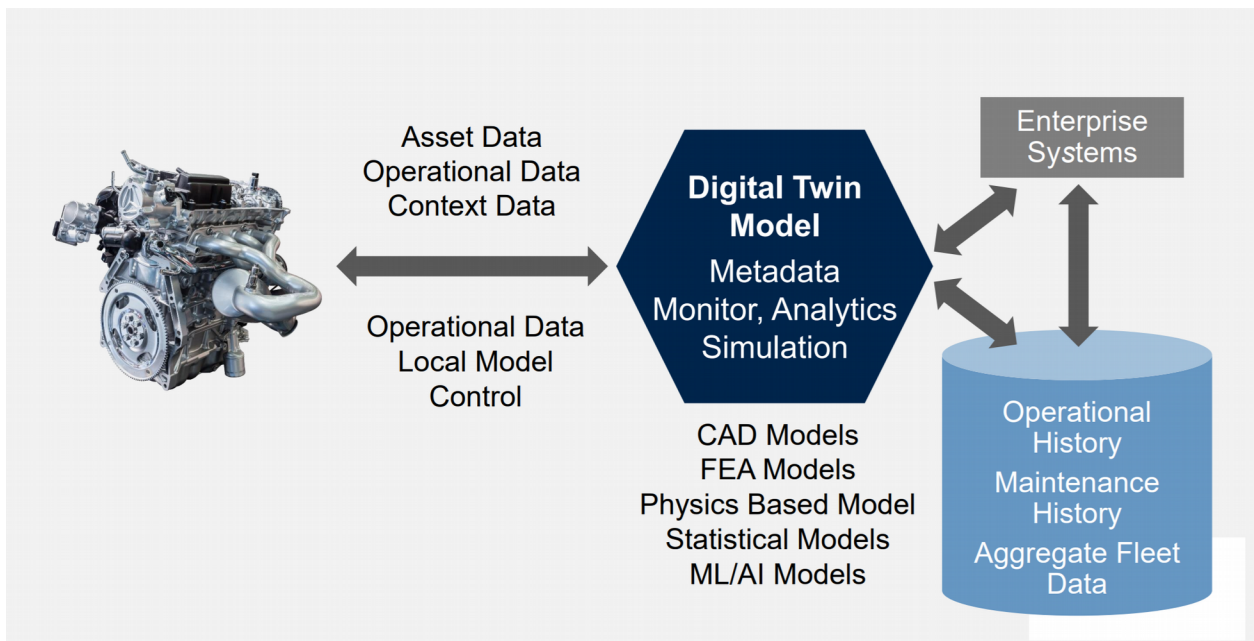 Asset Data
Operational Data
Context Data
Operational Data
Local Model
Control
Digital Twin
Model
Metadata
Monitor, Analytics
Simulation
CAD Models
FEA Models
Physics Based Model
Statistical Models
ML/AI Models
Enterprise
Systems
Operational
History
Maintenance
History
Aggregate Fleet
Data